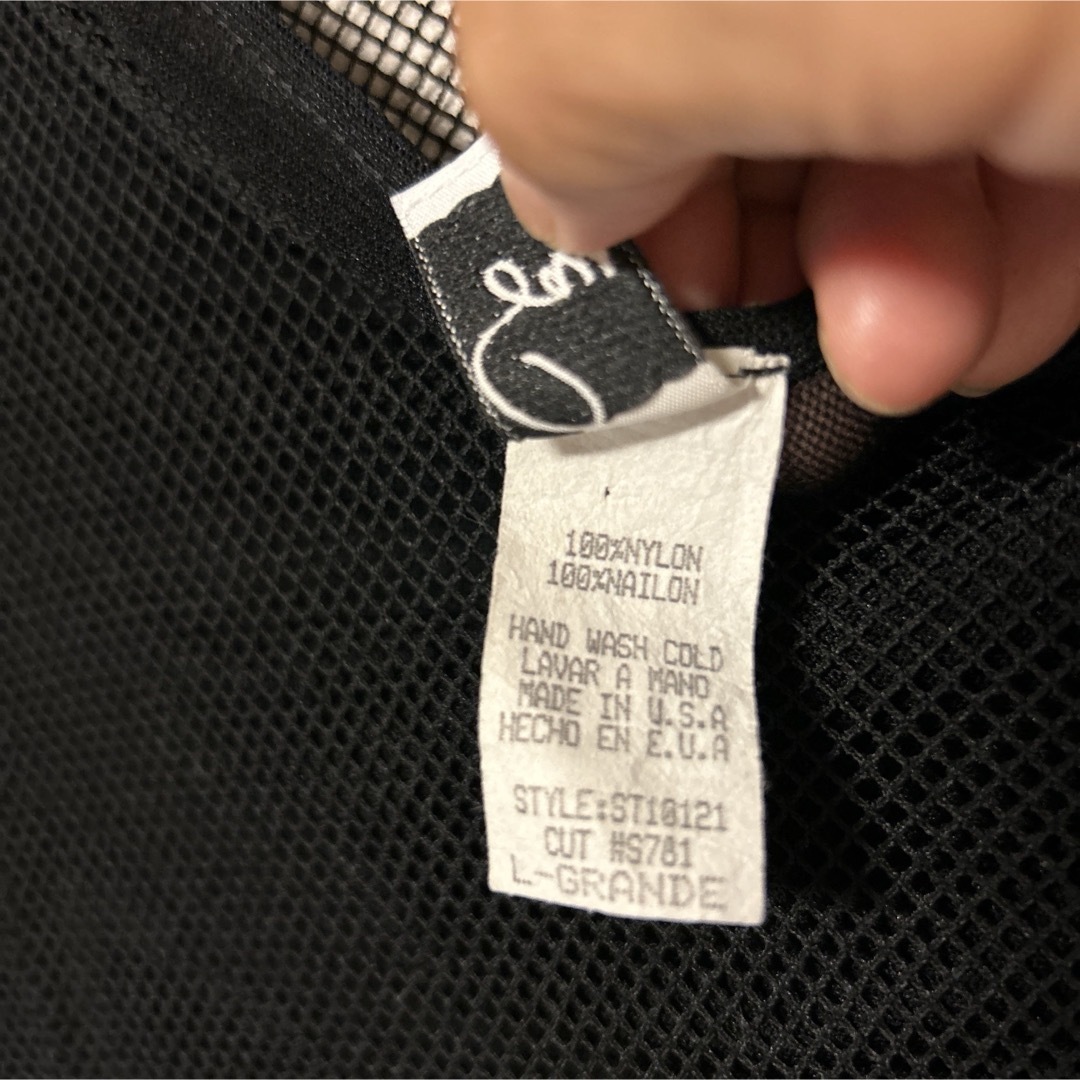 100%NYLON
100%NAILON
HAND WASH COLD
LAVAR A MANO
MADE IN U.S.A
HECHO EN E.U.A
STYLE:ST10121
CUT #S781
L-GRANDE